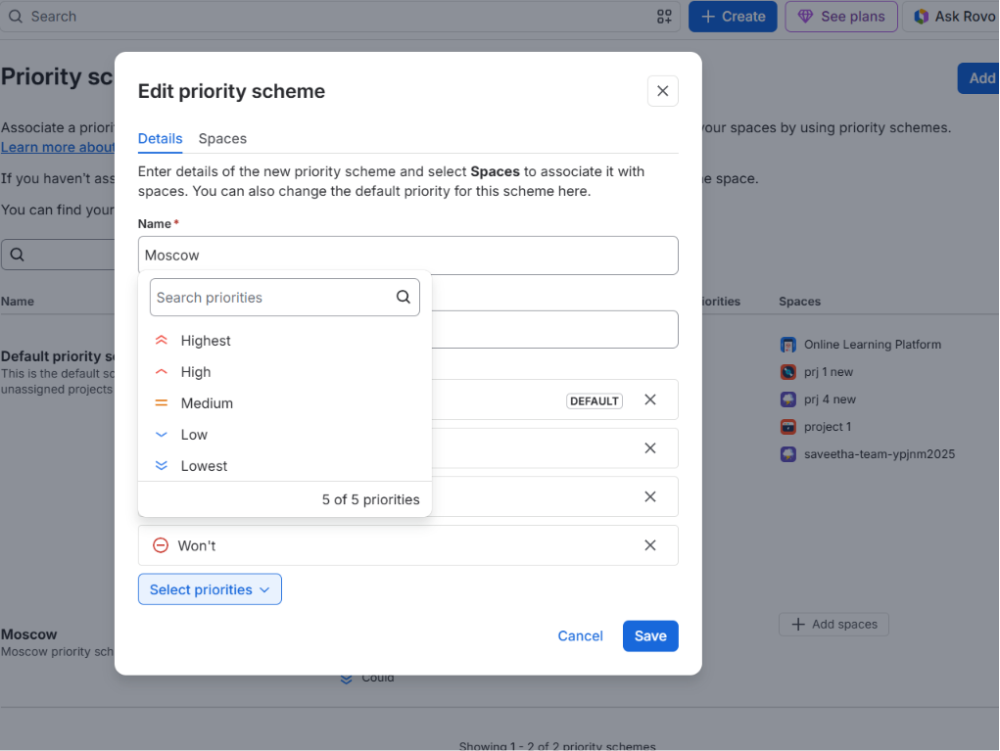 Search
Create
See plans
Ask Rovo
Priority sc
Add
Edit priority scheme
Associate a priori
your spaces by using priority schemes.
Learn more about
Details
Spaces
Enter details of the new priority scheme and select Spaces to associate it with
spaces. You can also change the default priority for this scheme here.
If you haven't ass
e space.
You can find your
Name*
Moscow
Search priorities
Name
iorities
Spaces
Highest
High
Medium
Low
Lowest
5 of 5 priorities
Default priority sc
This is the default sc
unassigned projects
DEFAULT
Online Learning Platform
prj 1 new
prj 4 new
project 1
saveetha-team-ypjnm2025
Won't
Select priorities
Cancel
Save
Moscow
Moscow priority sch
Add spaces
Could
Showing 1 - 2 of 2 priority schemes